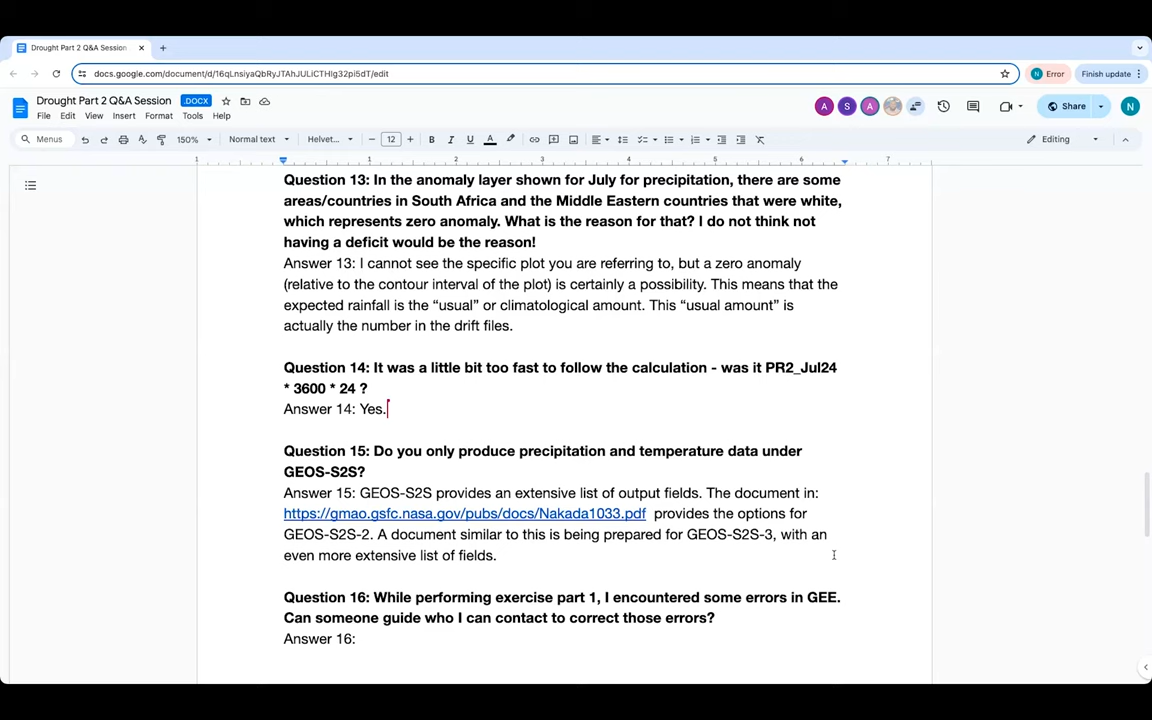 Drought Part 2 Q&A Session
docs.google.com/document/d/16qLnsiyaQbRyJTAhJULiCTHIg32pi5dT/edit
N Error
Finish update
Drought Part 2 Q&A Session .DOCX
A S A
Share
N
File Edit View Insert Format Tools Help
Menus 150% Normal text Helvet... 12 B I U A Editing
1 1 2 3 4 5 6 7
Question 13: In the anomaly layer shown for July for precipitation, there are some
areas/countries in South Africa and the Middle Eastern countries that were white,
which represents zero anomaly. What is the reason for that? I do not think not
having a deficit would be the reason!
Answer 13: I cannot see the specific plot you are referring to, but a zero anomaly
(relative to the contour interval of the plot) is certainly a possibility. This means that the
expected rainfall is the “usual” or climatological amount. This “usual amount” is
actually the number in the drift files.
Question 14: It was a little bit too fast to follow the calculation - was it PR2_Jul24
* 3600 * 24 ?
Answer 14: Yes.
Question 15: Do you only produce precipitation and temperature data under
GEOS-S2S?
Answer 15: GEOS-S2S provides an extensive list of output fields. The document in:
https://gmao.gsfc.nasa.gov/pubs/docs/Nakada1033.pdf provides the options for
GEOS-S2S-2. A document similar to this is being prepared for GEOS-S2S-3, with an
even more extensive list of fields.
Question 16: While performing exercise part 1, I encountered some errors in GEE.
Can someone guide who I can contact to correct those errors?
Answer 16: